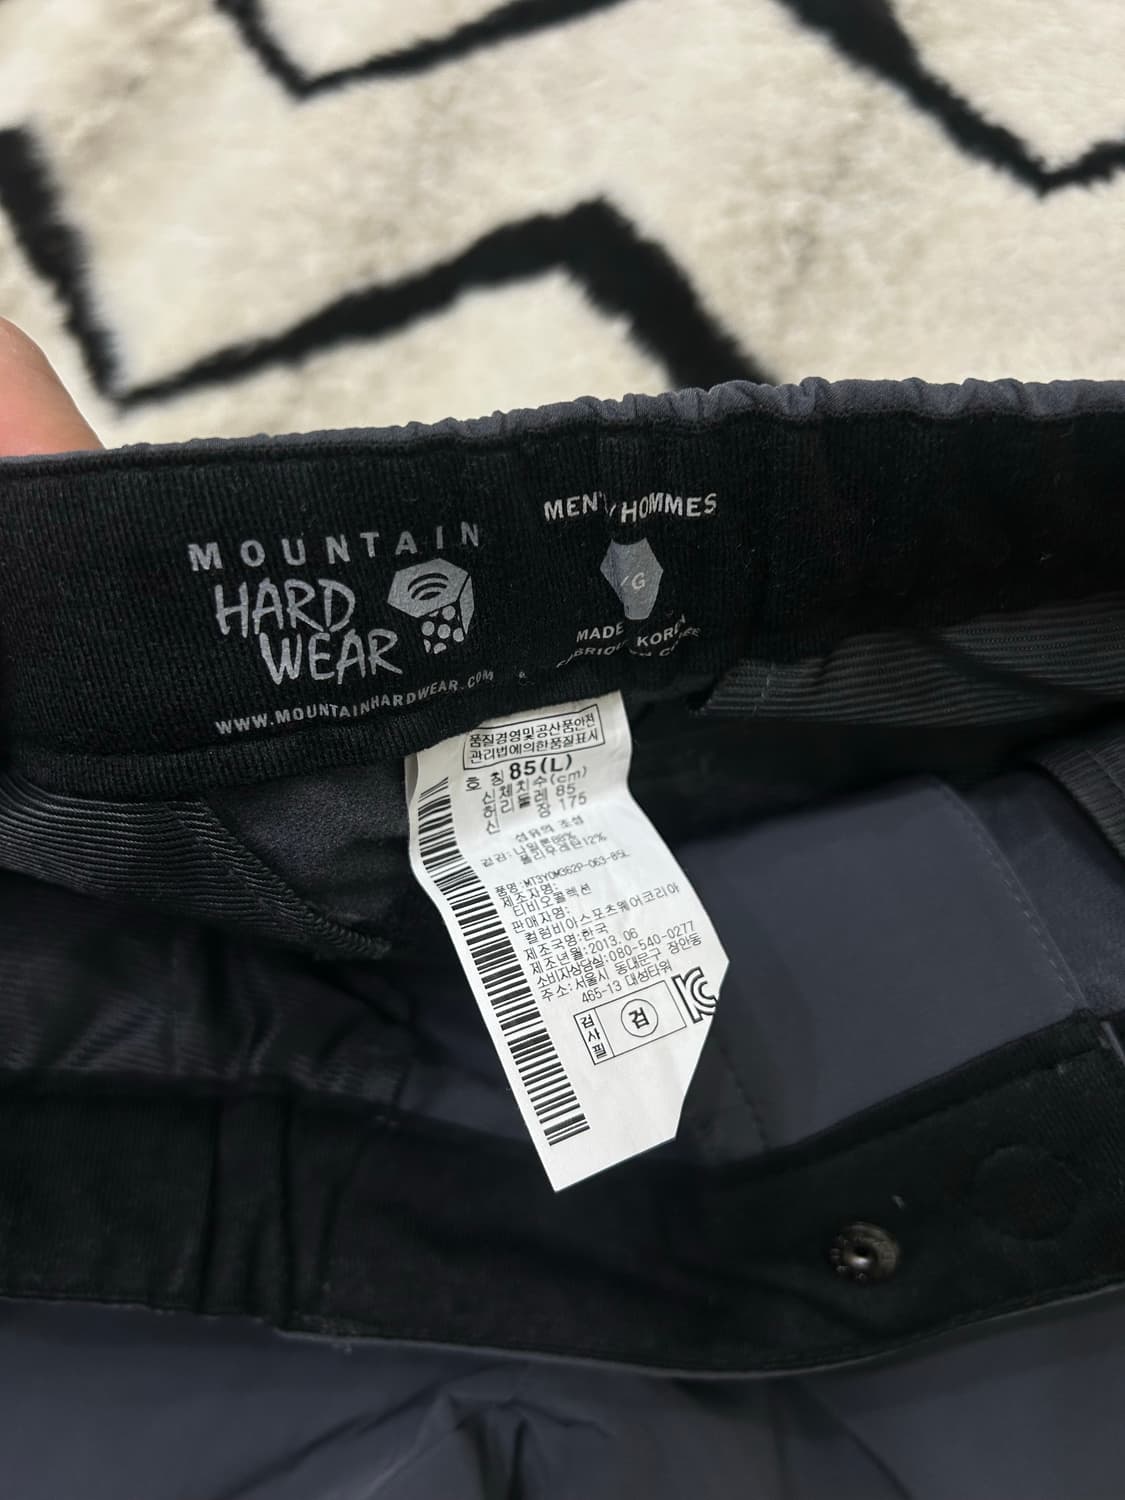 MOUNTAIN
HARD
WEAR
WWW.MOUNTAINHARDWEAR.COM
MEN'S/HOMMES
/G
MADE KOREA
품질경영및공산품안전
관리법에의한품질표시
호 칭 85(L)
신체치수(cm)
허리둘레 85
신 장 175
섬유의 조성
겉감: 나일론88%
폴리우레탄12%
품명:MT3YOM362P-063-85L
제조자명:
티비오콜렉션
판매자명:
컬럼비아스포츠웨어코리아
제조국명:한국
제조년월:2013.06
소비자상담실:080-540-0277
주소:서울시 동대문구 장안동
465-13 대성타워
검사필
검